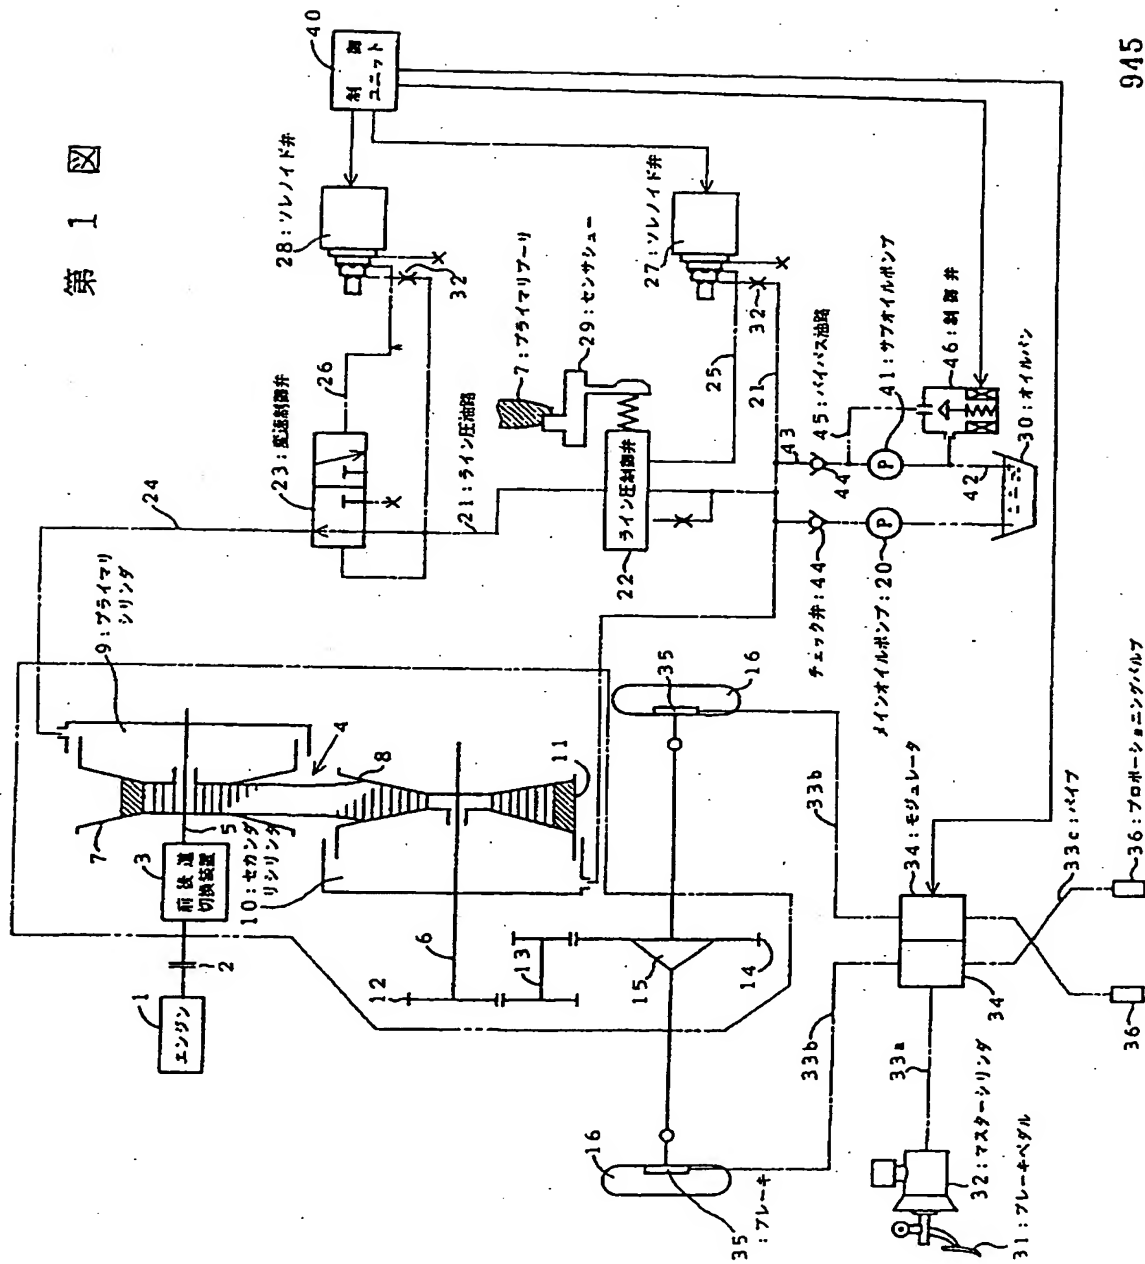 第 1 図
40
制御
ユニット
28:ソレノイド弁
32
26
23:変速制御弁
24
7:プライマリプーリ
29:センサシュー
21:ライン圧油路
27:ソレノイド弁
32
25
21
ライン圧制御弁
22
43
44
45:バイパス油路
41:サブオイルポンプ
46:制御弁
30:オイルパン
42
チェック弁:44
メインオイルポンプ:20
P
P
9:プライマリ
シリンダ
4
8
11
7
5
3
前後進
切換装置
10:セカンダ
リシリンダ
2
1
エンジン
6
12
13
14
15
16
35
33b
16
35
:ブレーキ
33b
34:モジュレータ
34
33c:パイプ
36:プロポーショニングバルブ
36
33a
32:マスターシリンダ
31:ブレーキペダル
945